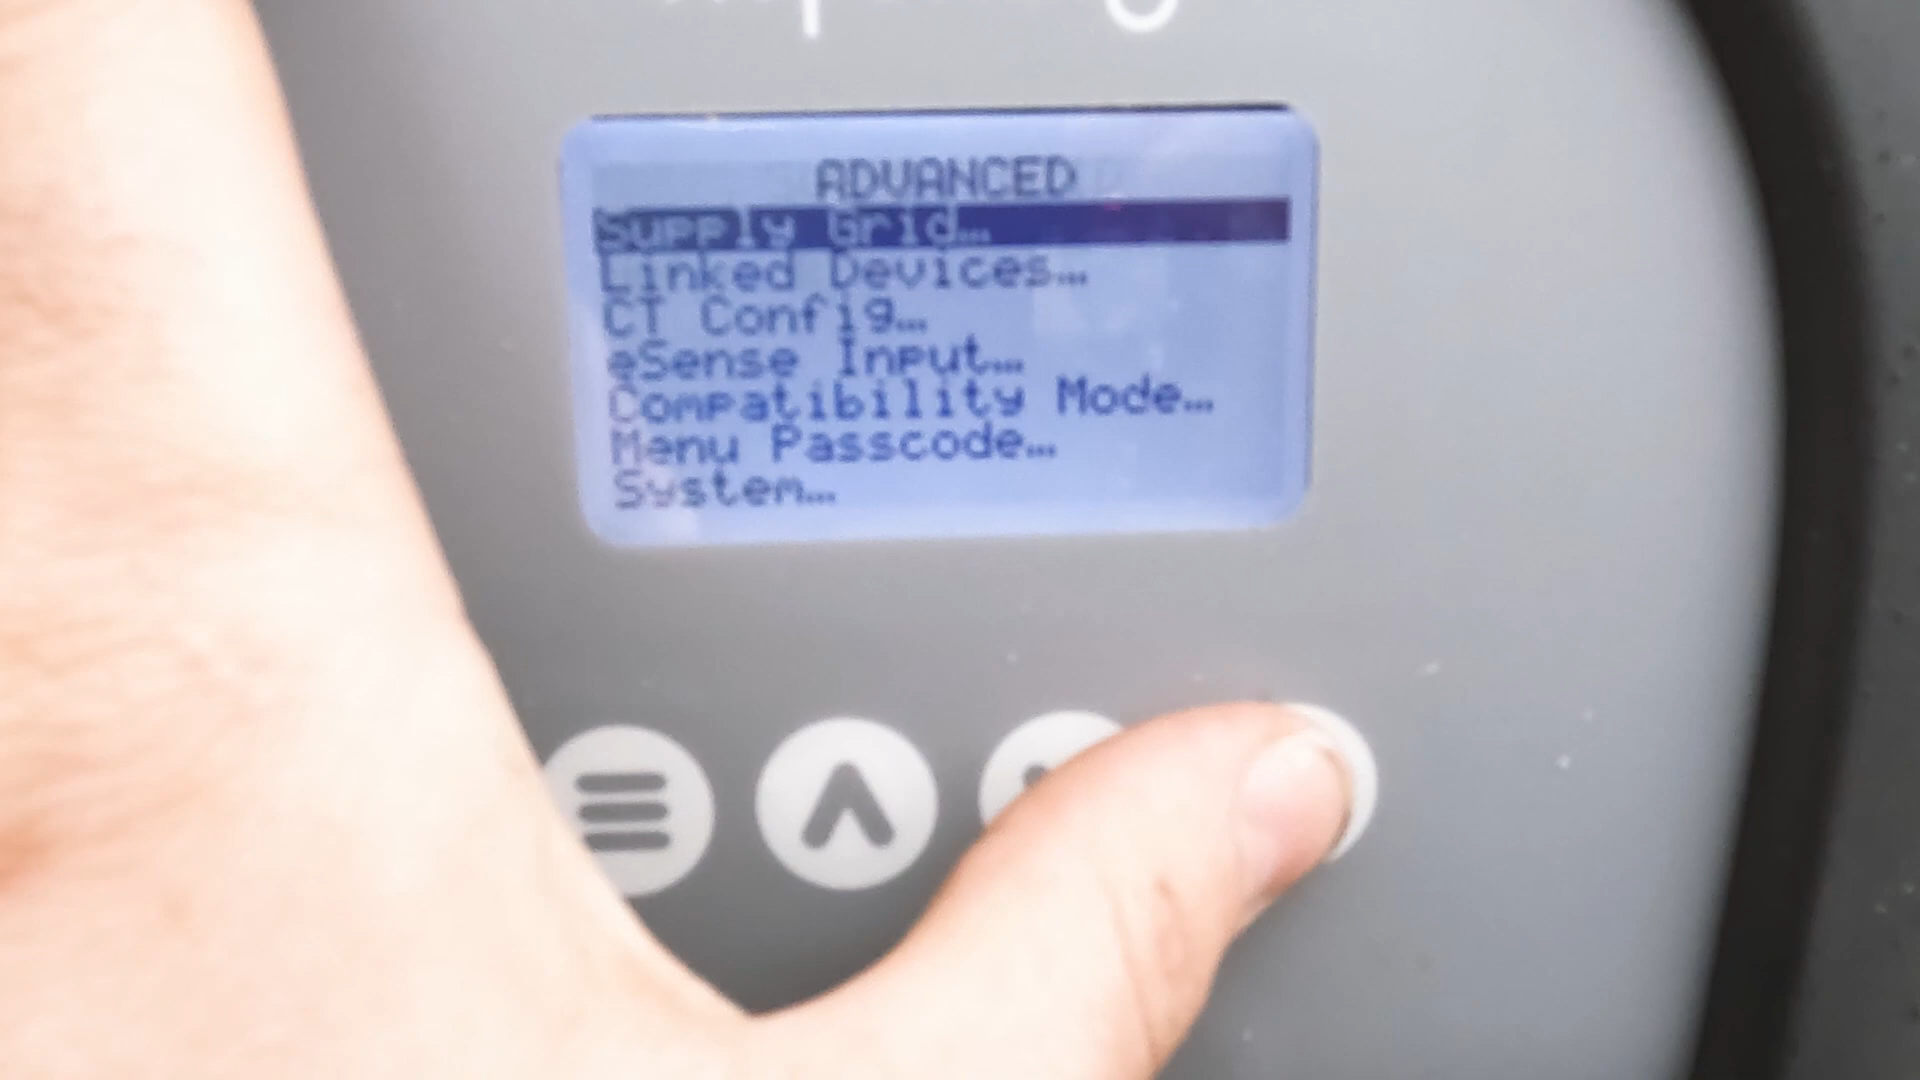 ADVANCED
Supply Grid...
Linked Devices...
CT Config...
eSense Input...
Compatibility Mode...
Menu Passcode...
System...